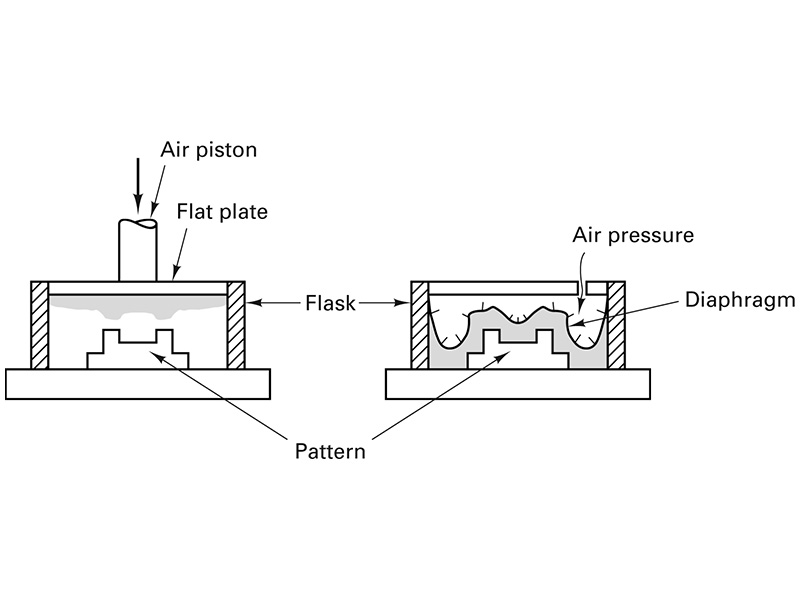 Air piston
Flat plate
Air pressure
Flask
Diaphragm
Pattern